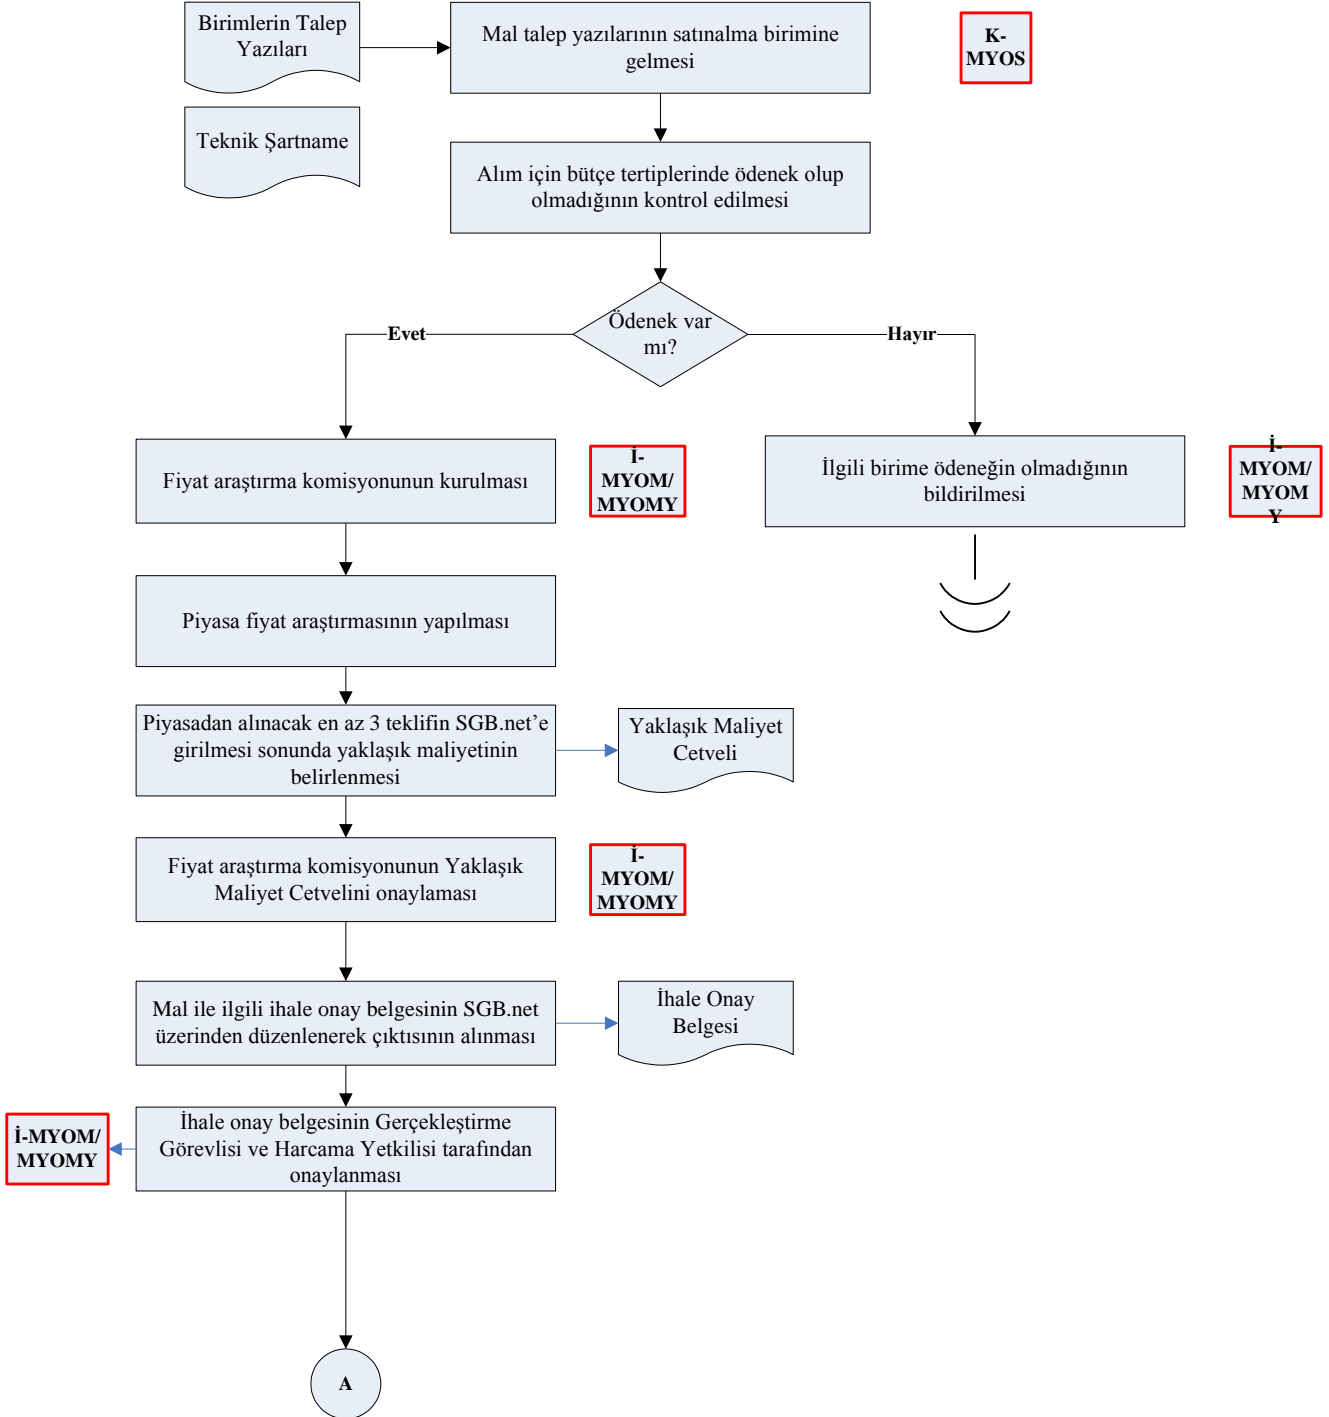 Birimlerin Talep
Yazıları
Mal talep yazılarının satınalma birimine
gelmesi
K-
MYOS
Teknik Şartname
Alım için bütçe tertiplerinde ödenek olup
olmadığının kontrol edilmesi
Ödenek var
mı?
Evet
Hayır
Fiyat araştırma komisyonunun kurulması
İ-
MYOM/
MYOMY
İlgili birime ödeneğin olmadığının
bildirilmesi
İ-
MYOM/
MYOM
Y
Piyasa fiyat araştırmasının yapılması
Piyasadan alınacak en az 3 teklifin SGB.net’e
girilmesi sonunda yaklaşık maliyetinin
belirlenmesi
Yaklaşık Maliyet
Cetveli
Fiyat araştırma komisyonunun Yaklaşık
Maliyet Cetvelini onaylaması
İ-
MYOM/
MYOMY
Mal ile ilgili ihale onay belgesinin SGB.net
üzerinden düzenlenerek çıktısının alınması
İhale Onay
Belgesi
İ-MYOM/
MYOMY
İhale onay belgesinin Gerçekleştirme
Görevlisi ve Harcama Yetkilisi tarafından
onaylanması
A